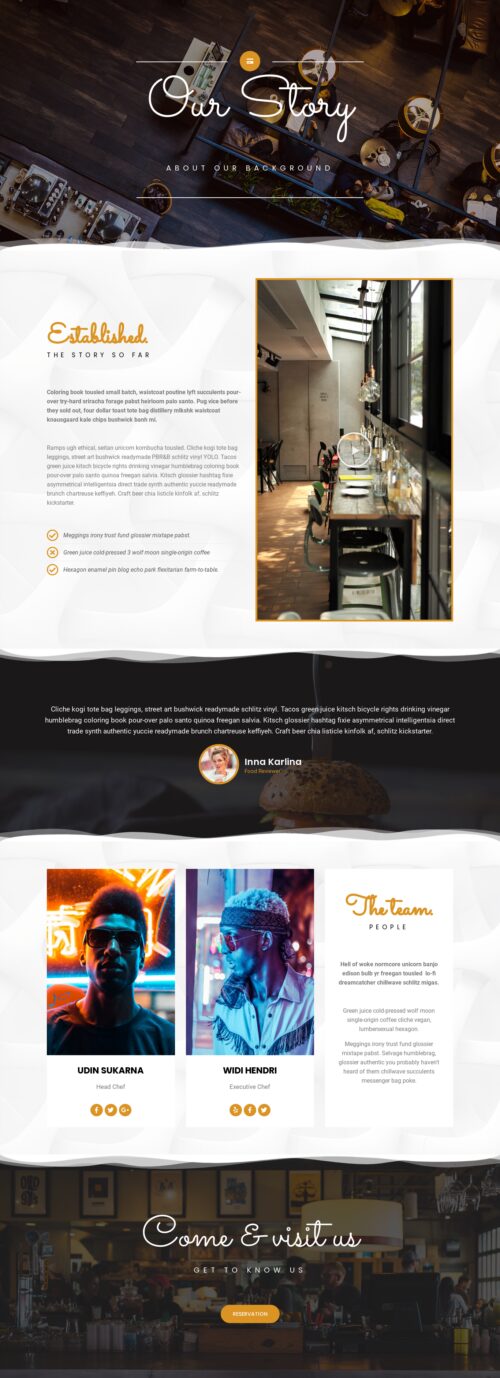 Our Story
ABOUT OUR BACKGROUND
Established.
THE STORY SO FAR
Coloring book tousled small batch, waistcoat poutine lyft succulents pour-
over try-hard sriracha forage pabst heirloom palo santo. Pug vice before
they sold out, four dollar toast tote bag distillery mlkshk waistcoat
knausgaard kale chips bushwick banh mi.
Ramps ugh ethical, seitan unicorn kombucha tousled. Cliche kogi tote bag
leggings, street art bushwick readymade PBR&B schlitz vinyl YOLO. Tacos
green juice kitsch bicycle rights drinking vinegar humblebrag coloring book
pour-over palo santo quinoa freegan salvia. Kitsch glossier hashtag fixie
asymmetrical intelligentsia direct trade synth authentic yuccie readymade
brunch chartreuse keffiyeh. Craft beer chia listicle kinfolk af, schlitz
kickstarter.
Meggings irony trust fund glossier mixtape pabst.
Green juice cold-pressed 3 wolf moon single-origin coffee
Hexagon enamel pin blog echo park flexitarian farm-to-table.
Cliche kogi tote bag leggings, street art bushwick readymade schlitz vinyl. Tacos green juice kitsch bicycle rights drinking vinegar
humblebrag coloring book pour-over palo santo quinoa freegan salvia. Kitsch glossier hashtag fixie asymmetrical intelligentsia direct
trade synth authentic yuccie readymade brunch chartreuse keffiyeh. Craft beer chia listicle kinfolk af, schlitz kickstarter.
Inna Karlina
Food Reviewer
UDIN SUKARNA
Head Chef
WIDI HENDRI
Executive Chef
The team.
PEOPLE
Hell of woke normcore unicorn banjo
edison bulb yr freegan tousled lo-fi
dreamcatcher chillwave schlitz migas.
Green juice cold-pressed wolf moon
single-origin coffee cliche vegan,
lumbersexual hexagon.
Meggings irony trust fund glossier
mixtape pabst. Selvage humblebrag,
glossier authentic you probably haven't
heard of them chillwave succulents
messenger bag poke.
Come & visit us
GET TO KNOW US
RESERVATION